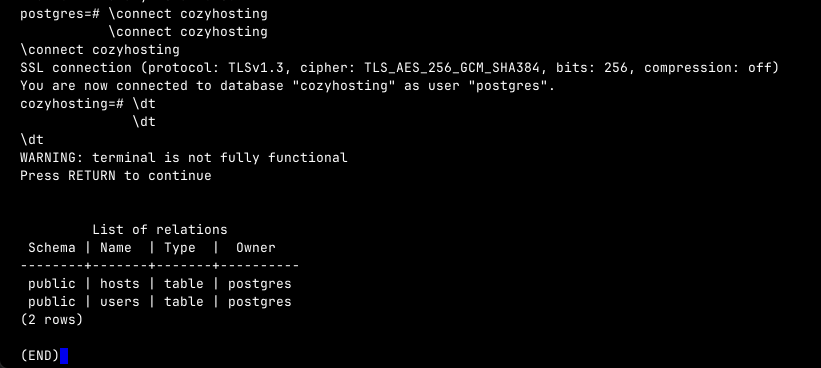 postgres=# \connect cozyhosting
           \connect cozyhosting
\connect cozyhosting
SSL connection (protocol: TLSv1.3, cipher: TLS_AES_256_GCM_SHA384, bits: 256, compression: off)
You are now connected to database "cozyhosting" as user "postgres".
cozyhosting=# \dt
              \dt
\dt
WARNING: terminal is not fully functional
Press RETURN to continue

         List of relations
 Schema | Name  | Type  |  Owner
--------+-------+-------+----------
 public | hosts | table | postgres
 public | users | table | postgres
(2 rows)

(END)